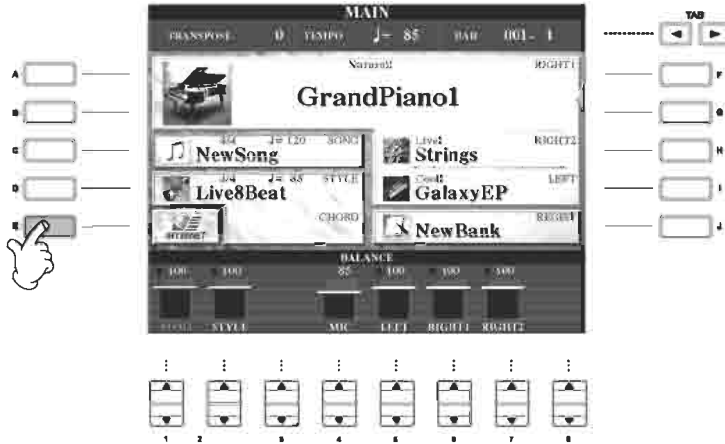 MAIN
TAB
TRANSPOSE 0 TEMPO ♩= 85 BAR 001- 1
Natural! RIGHT1
GrandPiano1
4/4 ♩= 120 SONG
NewSong
Live! RIGHT2
Strings
4/4 ♩= 85 STYLE
Live8Beat
Cool! LEFT
GalaxyEP
CHORD
INTERNET
REGIST
NewBank
BALANCE
100 100 85 100 100 100
SONG STYLE MIC LEFT RIGHT1 RIGHT2
A
B
C
D
E
F
G
H
I
J
1 2 3 4 5 6 7 8